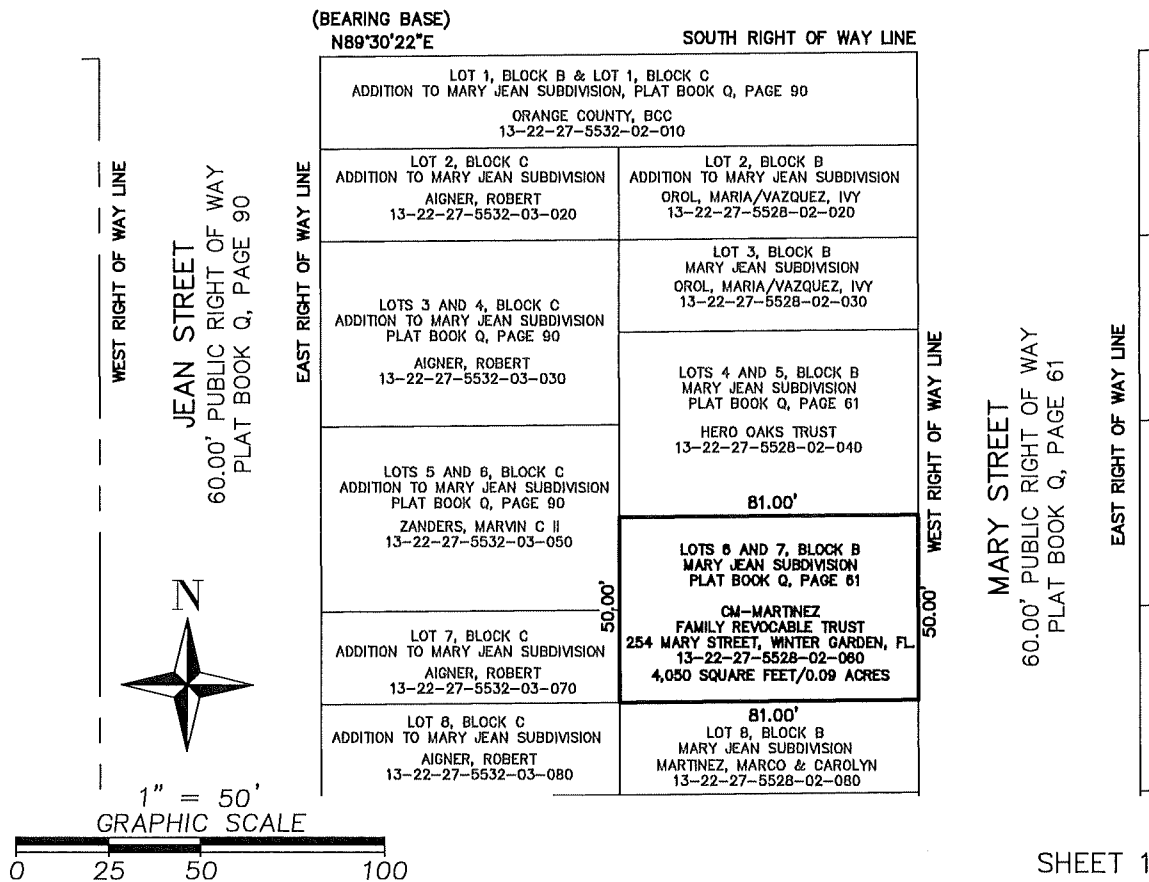 (BEARING BASE)
N89°30'22"E
SOUTH RIGHT OF WAY LINE
LOT 1, BLOCK B & LOT 1, BLOCK C
ADDITION TO MARY JEAN SUBDIVISION, PLAT BOOK Q, PAGE 90
ORANGE COUNTY, BCC
13-22-27-5532-02-010
LOT 2, BLOCK C
ADDITION TO MARY JEAN SUBDIVISION
AIGNER, ROBERT
13-22-27-5532-03-020
LOT 2, BLOCK B
ADDITION TO MARY JEAN SUBDIVISION
OROL, MARIA/VAZQUEZ, IVY
13-22-27-5528-02-020
LOT 3, BLOCK B
MARY JEAN SUBDIVISION
OROL, MARIA/VAZQUEZ, IVY
13-22-27-5528-02-030
LOTS 3 AND 4, BLOCK C
ADDITION TO MARY JEAN SUBDIVISION
PLAT BOOK Q, PAGE 90
AIGNER, ROBERT
13-22-27-5532-03-030
LOTS 4 AND 5, BLOCK B
MARY JEAN SUBDIVISION
PLAT BOOK Q, PAGE 61
HERO OAKS TRUST
13-22-27-5528-02-040
LOTS 5 AND 6, BLOCK C
ADDITION TO MARY JEAN SUBDIVISION
PLAT BOOK Q, PAGE 90
ZANDERS, MARVIN C II
13-22-27-5532-03-050
81.00'
LOTS 6 AND 7, BLOCK B
MARY JEAN SUBDIVISION
PLAT BOOK Q, PAGE 61
CM-MARTINEZ
FAMILY REVOCABLE TRUST
254 MARY STREET, WINTER GARDEN, FL
13-22-27-5528-02-060
4,050 SQUARE FEET/0.09 ACRES
50.00'
50.00'
81.00'
LOT 7, BLOCK C
ADDITION TO MARY JEAN SUBDIVISION
AIGNER, ROBERT
13-22-27-5532-03-070
LOT 8, BLOCK C
ADDITION TO MARY JEAN SUBDIVISION
AIGNER, ROBERT
13-22-27-5532-03-080
LOT 8, BLOCK B
MARY JEAN SUBDIVISION
MARTINEZ, MARCO & CAROLYN
13-22-27-5528-02-080
WEST RIGHT OF WAY LINE
JEAN STREET
60.00' PUBLIC RIGHT OF WAY
PLAT BOOK Q, PAGE 90
EAST RIGHT OF WAY LINE
WEST RIGHT OF WAY LINE
MARY STREET
60.00' PUBLIC RIGHT OF WAY
PLAT BOOK Q, PAGE 61
EAST RIGHT OF WAY LINE
N
1" = 50'
GRAPHIC SCALE
0 25 50 100
SHEET 1